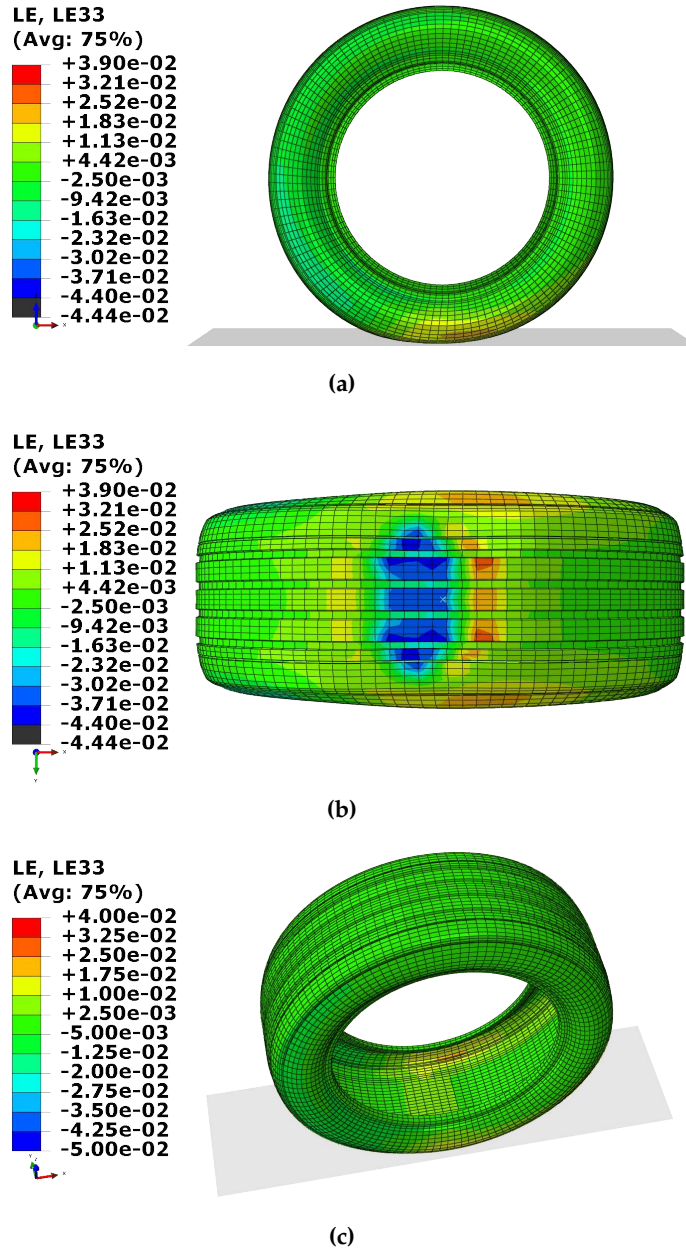 LE, LE33
(Avg: 75%)
+3.90e-02
+3.21e-02
+2.52e-02
+1.83e-02
+1.13e-02
+4.42e-03
-2.50e-03
-9.42e-03
-1.63e-02
-2.32e-02
-3.02e-02
-3.71e-02
-4.40e-02
-4.44e-02
X
(a)
LE, LE33
(Avg: 75%)
+3.90e-02
+3.21e-02
+2.52e-02
+1.83e-02
+1.13e-02
+4.42e-03
-2.50e-03
-9.42e-03
-1.63e-02
-2.32e-02
-3.02e-02
-3.71e-02
-4.40e-02
-4.44e-02
X
Y
(b)
LE, LE33
(Avg: 75%)
+4.00e-02
+3.25e-02
+2.50e-02
+1.75e-02
+1.00e-02
+2.50e-03
-5.00e-03
-1.25e-02
-2.00e-02
-2.75e-02
-3.50e-02
-4.25e-02
-5.00e-02
Y
Z
X
(c)